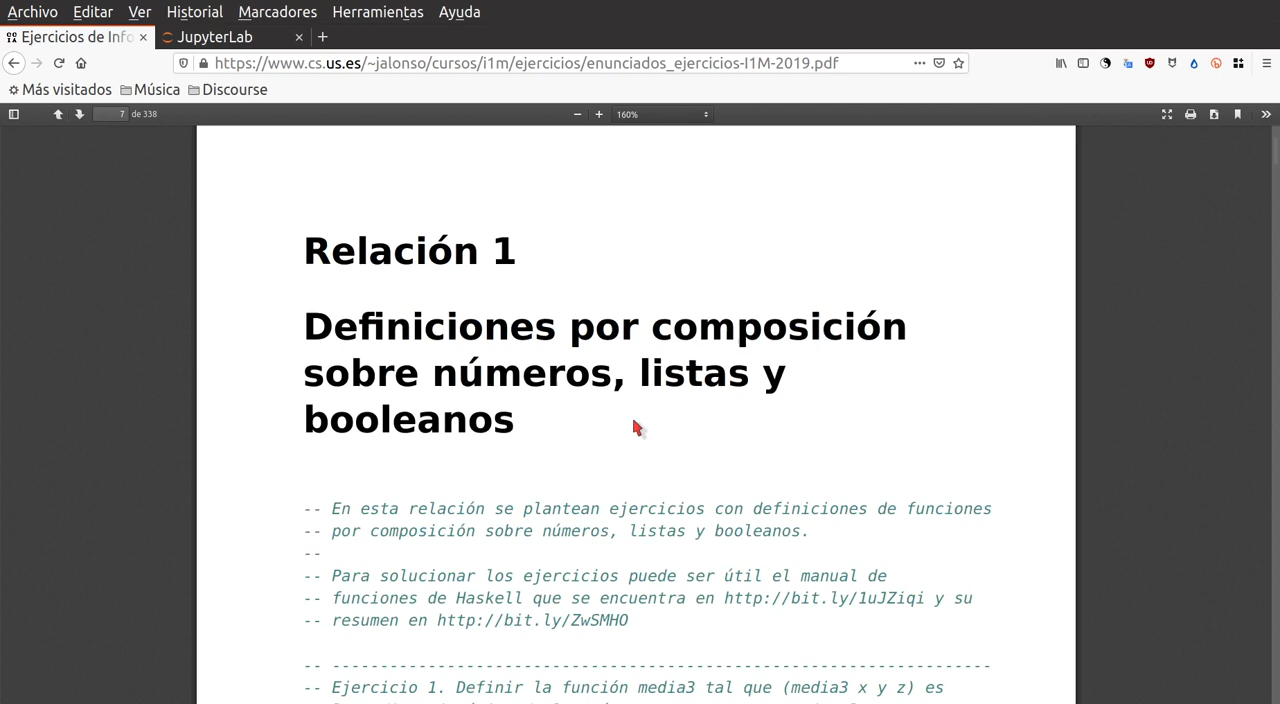 Archivo Editar Ver Historial Marcadores Herramientas Ayuda
Ejercicios de Info JupyterLab
https://www.cs.us.es/~jalonso/cursos/i1m/ejercicios/enunciados_ejercicios-I1M-2019.pdf
Más visitados Música Discourse
7 de 338 160%
Relación 1
Definiciones por composición
sobre números, listas y
booleanos
-- En esta relación se plantean ejercicios con definiciones de funciones
-- por composición sobre números, listas y booleanos.
--
-- Para solucionar los ejercicios puede ser útil el manual de
-- funciones de Haskell que se encuentra en http://bit.ly/1uJZiqi y su
-- resumen en http://bit.ly/ZwSMHO
-- ---------------------------------------------------------------------
-- Ejercicio 1. Definir la función media3 tal que (media3 x y z) es